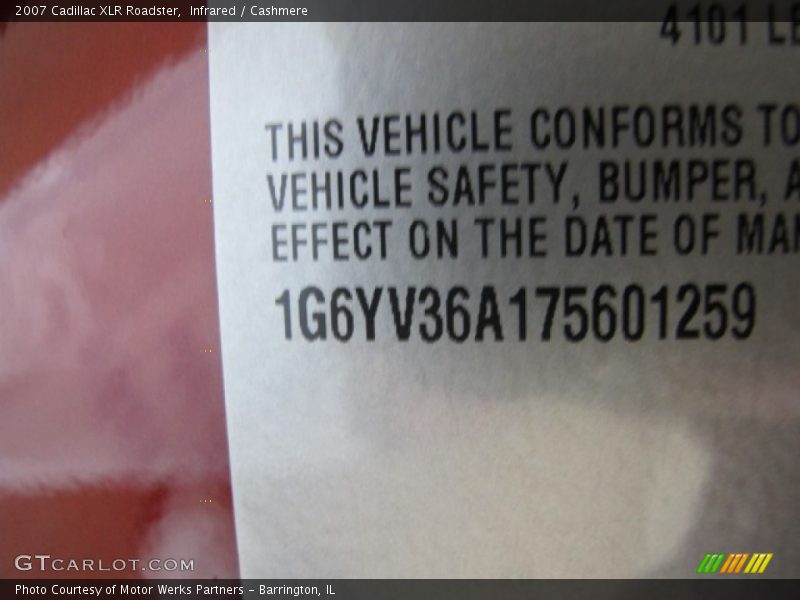 2007 Cadillac XLR Roadster, Infrared / Cashmere
4101 LB
THIS VEHICLE CONFORMS TO
VEHICLE SAFETY, BUMPER, A
EFFECT ON THE DATE OF MAN
1G6YV36A175601259
GTCARLOT.COM
Photo Courtesy of Motor Werks Partners - Barrington, IL